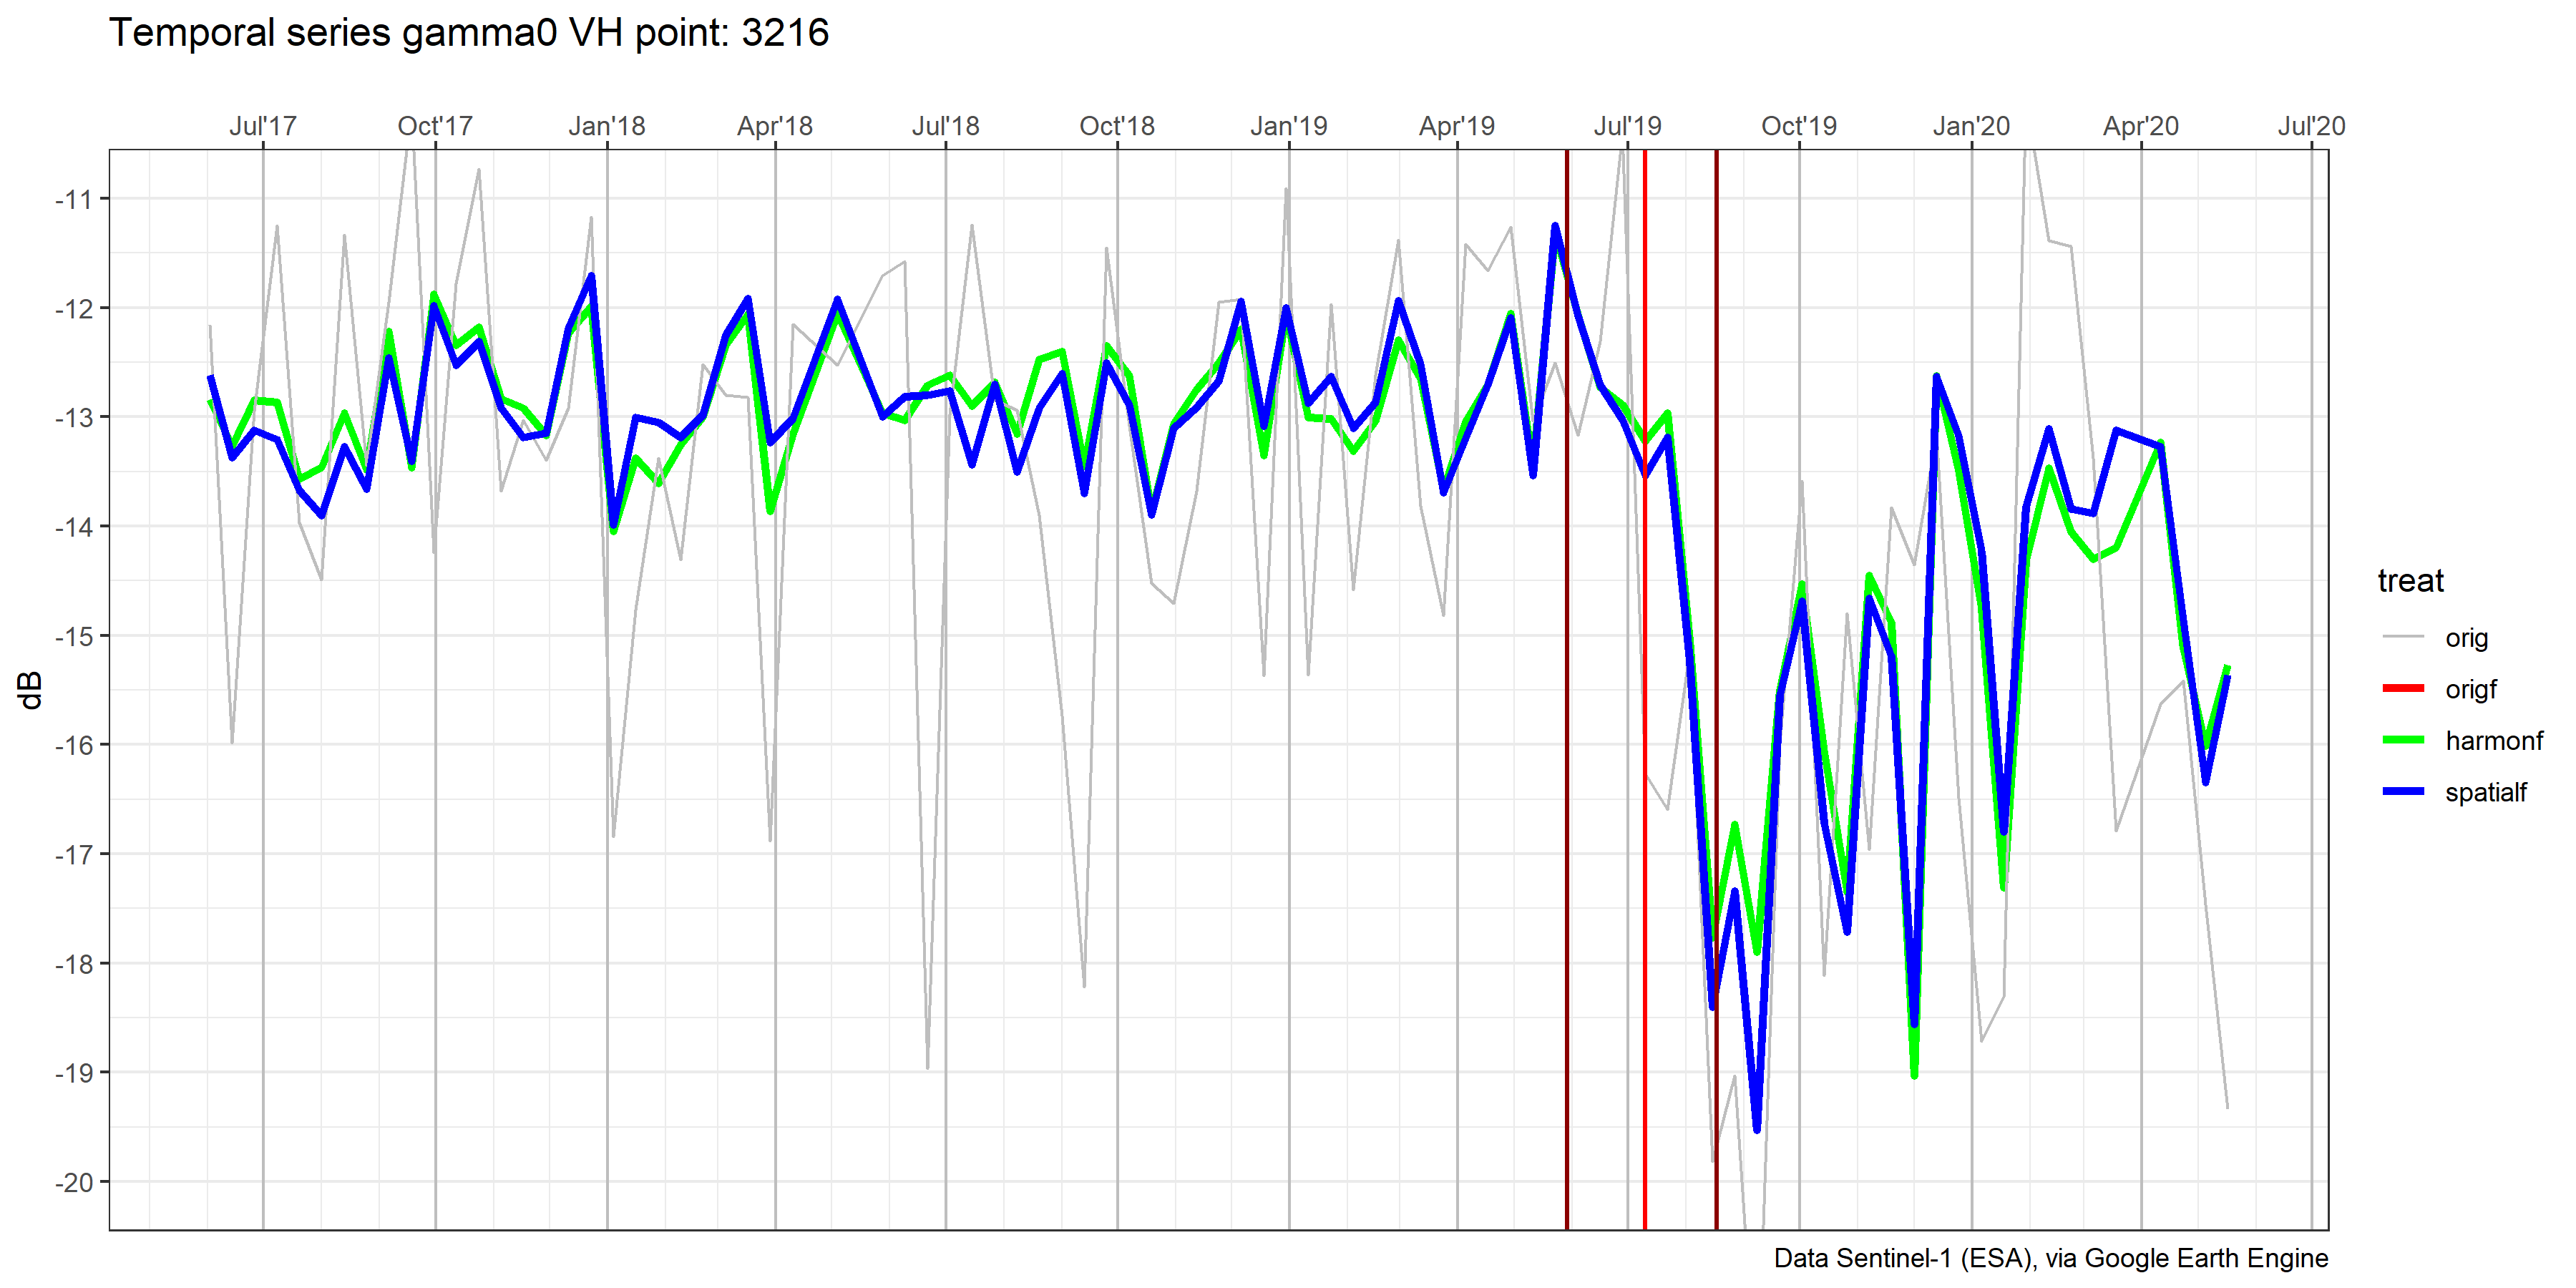 Temporal series gamma0 VH point: 3216
Jul'17 Oct'17 Jan'18 Apr'18 Jul'18 Oct'18 Jan'19 Apr'19 Jul'19 Oct'19 Jan'20 Apr'20 Jul'20
-11
-12
-13
-14
-15
-16
-17
-18
-19
-20
dB
treat
orig
origf
harmonf
spatialf
Data Sentinel-1 (ESA), via Google Earth Engine